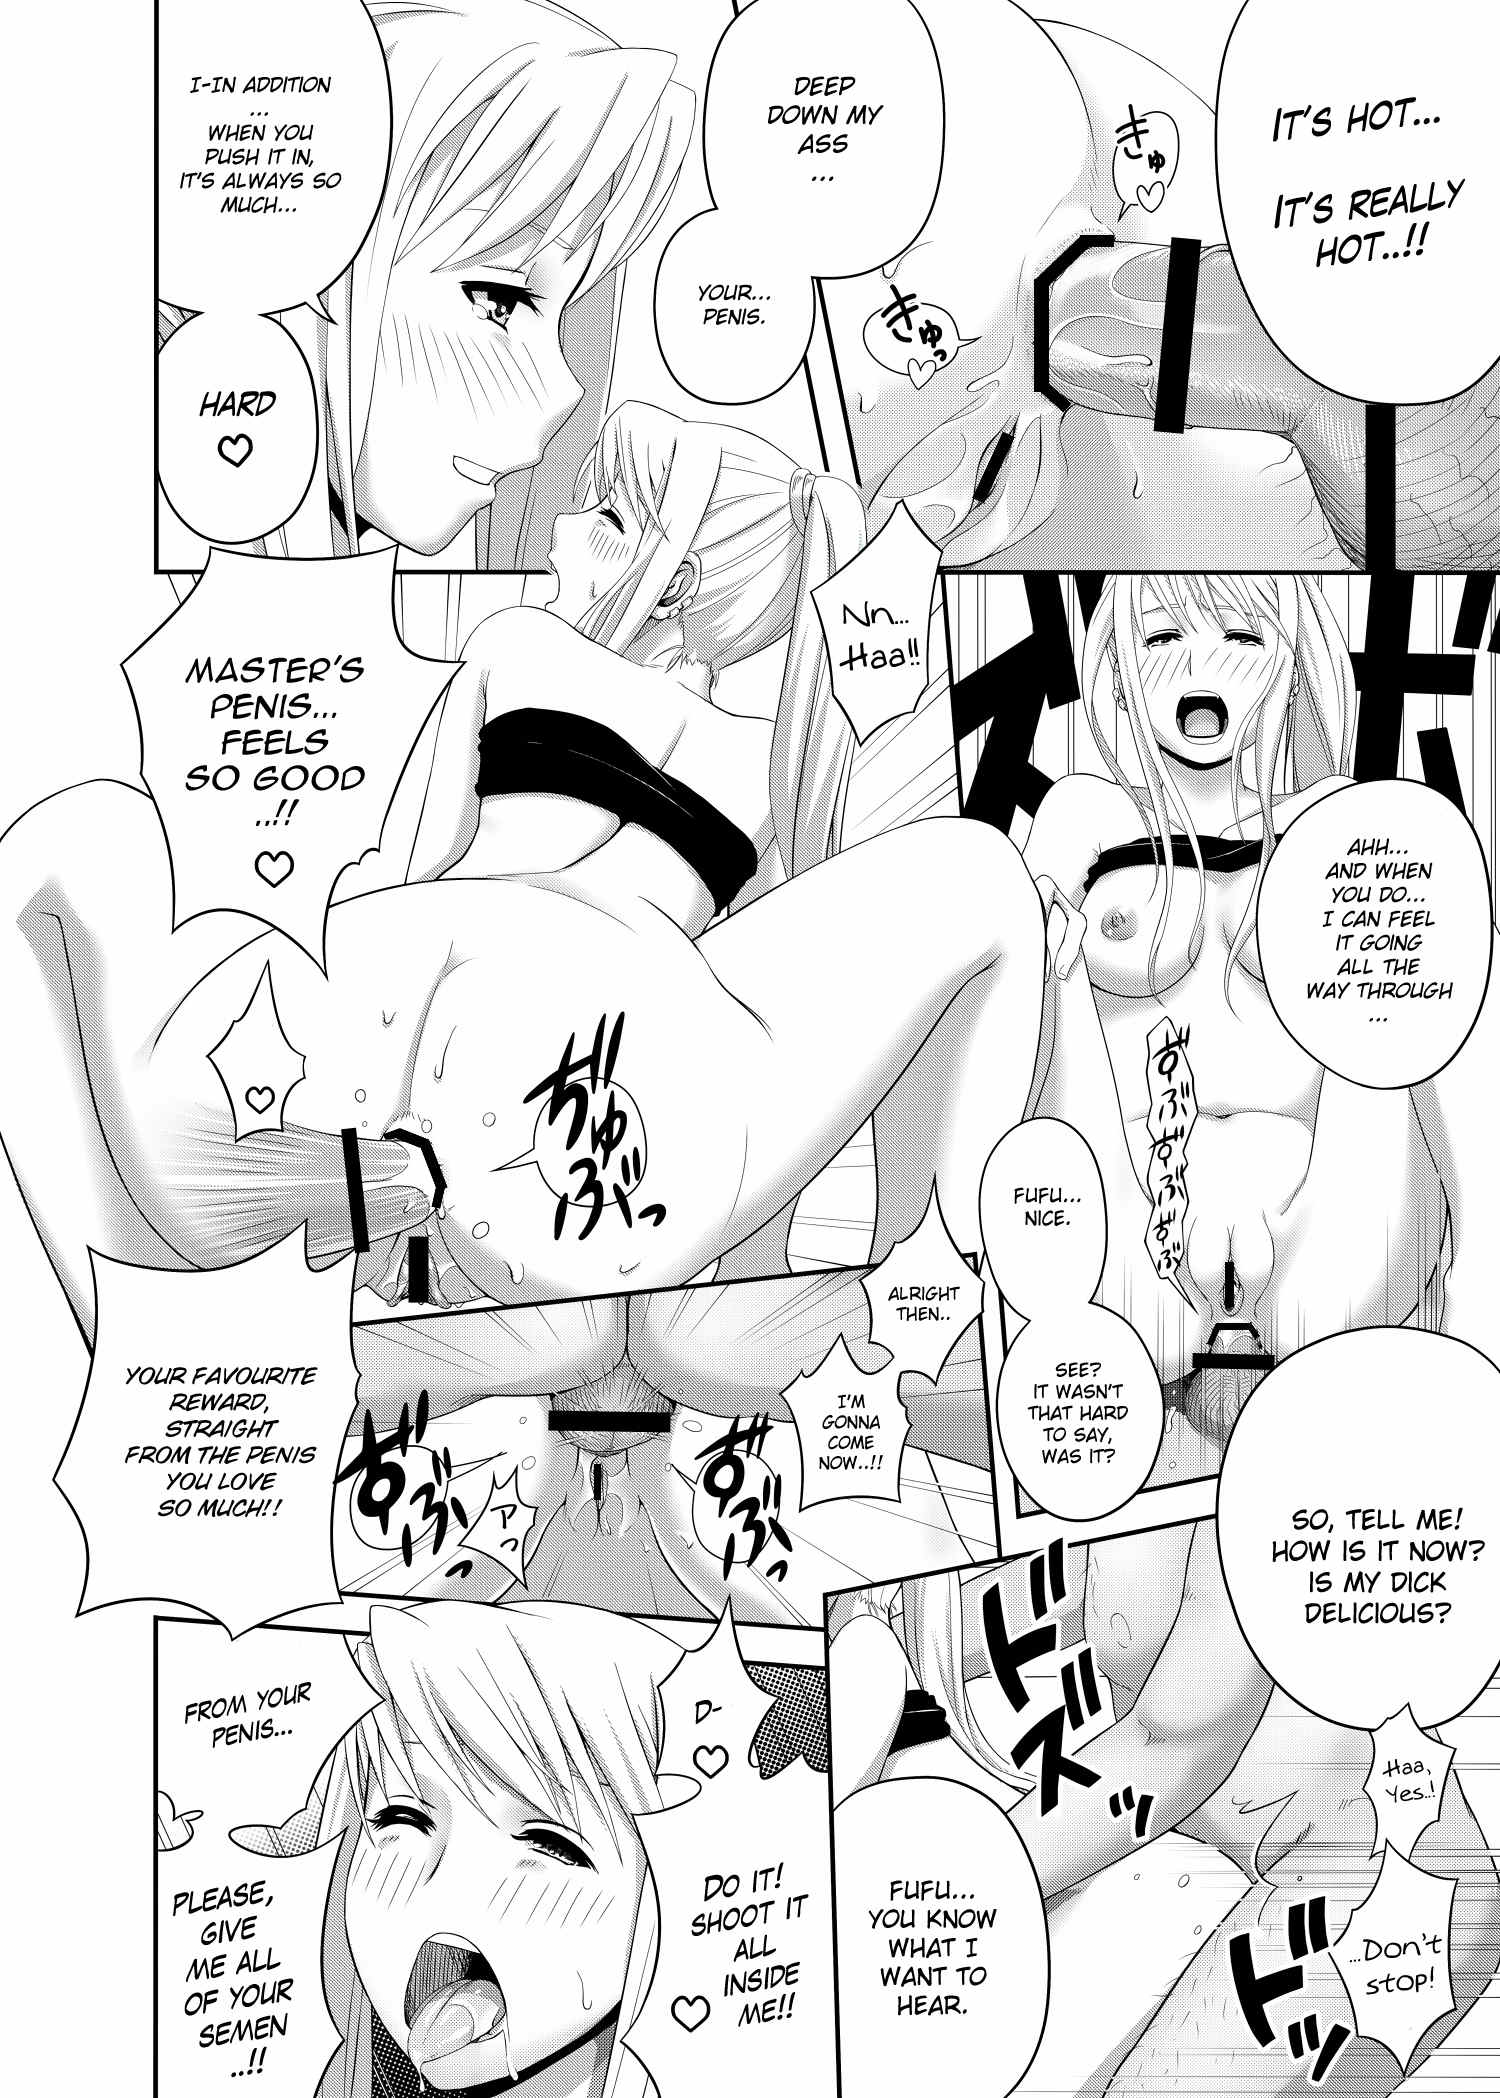 IT'S HOT...
IT'S REALLY
HOT..!!
きゅ
きゅっ
DEEP
DOWN MY
ASS
...
YOUR...
PENIS.
I-IN ADDITION
...
WHEN YOU
PUSH IT IN,
IT'S ALWAYS SO
MUCH...
HARD
♡
AHH...
AND WHEN
YOU DO...
I CAN FEEL
IT GOING
ALL THE
WAY THROUGH
...
Nn...
Haa!!
ずぶずぶずぶ
FUFU...
NICE.
SEE?
IT WASN'T
THAT HARD
TO SAY,
WAS IT?
MASTER'S
PENIS...
FEELS
SO GOOD
..!!
♡
♡
ぢゅぶっ
SO, TELL ME!
HOW IS IT NOW?
IS MY DICK
DELICIOUS?
Haa,
Yes..!
...Don't
stop!
ドズッ
ドドッ
FUFU...
YOU KNOW
WHAT I
WANT TO
HEAR.
ALRIGHT
THEN..
I'M
GONNA
COME
NOW..!!
ずぶっ
アっ
ずぶっ
YOUR FAVOURITE
REWARD,
STRAIGHT
FROM THE PENIS
YOU LOVE
SO MUCH!!
D-
♡
DO IT!
SHOOT IT
ALL
INSIDE
ME!!
♡
FROM YOUR
PENIS...
PLEASE,
GIVE
ME ALL
OF YOUR
SEMEN
..!!